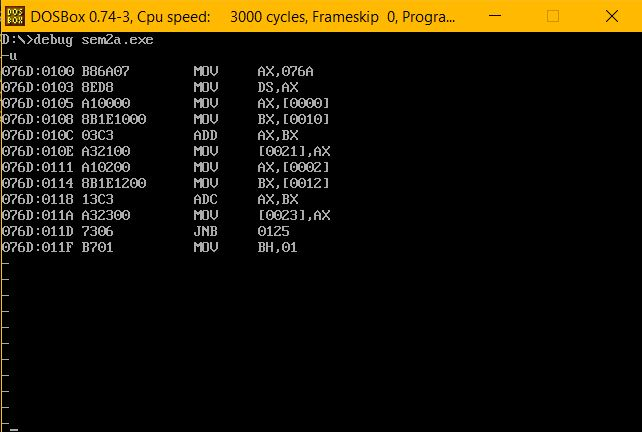 DOS BOX DOSBox 0.74-3, Cpu speed: 3000 cycles, Frameskip 0, Progra...
D:\>debug sem2a.exe
-u
076D:0100 B86A07 MOV AX,076A
076D:0103 8ED8 MOV DS,AX
076D:0105 A10000 MOV AX,[0000]
076D:0108 8B1E1000 MOV BX,[0010]
076D:010C 03C3 ADD AX,BX
076D:010E A32100 MOV [0021],AX
076D:0111 A10200 MOV AX,[0002]
076D:0114 8B1E1200 MOV BX,[0012]
076D:0118 13C3 ADC AX,BX
076D:011A A32300 MOV [0023],AX
076D:011D 7306 JNB 0125
076D:011F B701 MOV BH,01
-
-
-
-
-
-
-
-
-
-
-_